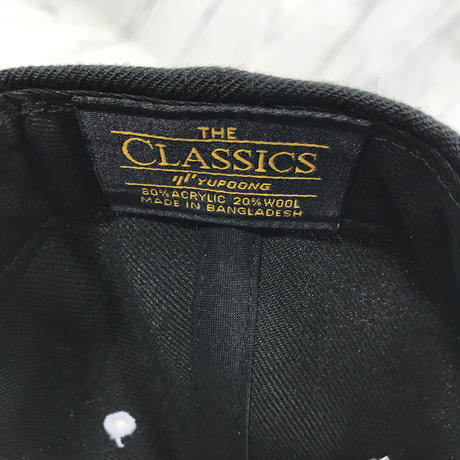 THE
CLASSICS
YUPOONG
80% ACRYLIC 20% WOOL
MADE IN BANGLADESH